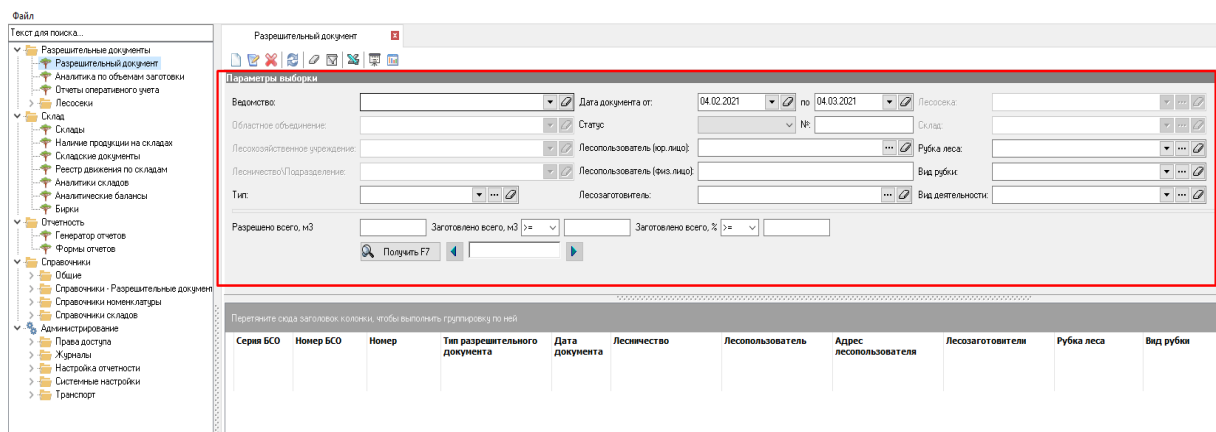 Файл
Текст для поиска...
Разрешительные документы
Разрешительный документ
Аналитика по объемам заготовки
Отчеты оперативного учета
Лесосеки
Склад
Склады
Наличие продукции на складах
Складские документы
Реестр движения по складам
Аналитики складов
Аналитические балансы
Бирки
Отчетность
Генератор отчетов
Формы отчетов
Справочники
Общие
Справочники - Разрешительные докумен
Справочники номенклатуры
Справочники складов
Администрирование
Права доступа
Журналы
Настройка отчетности
Системные настройки
Транспорт
Разрешительный документ
Параметры выборки
Ведомство: Дата документа от: 04.02.2021 по 04.03.2021 Лесосека:
Областное объединение: Статус №: Склад:
Лесохозяйственное учреждение: Лесопользователь (юр.лицо): Рубка леса:
Лесничество\Подразделение: Лесопользователь (физ.лицо): Вид рубки:
Тип: Лесозаготовитель: Вид деятельности:
Разрешено всего, м3 Заготовлено всего, м3 >= Заготовлено всего, % >=
Получить F7
Перетяните сюда заголовок колонки, чтобы выполнить группировку по ней
Серия БСО Номер БСО Номер Тип разрешительного документа Дата документа Лесничество Лесопользователь Адрес лесопользователя Лесозаготовители Рубка леса Вид рубки